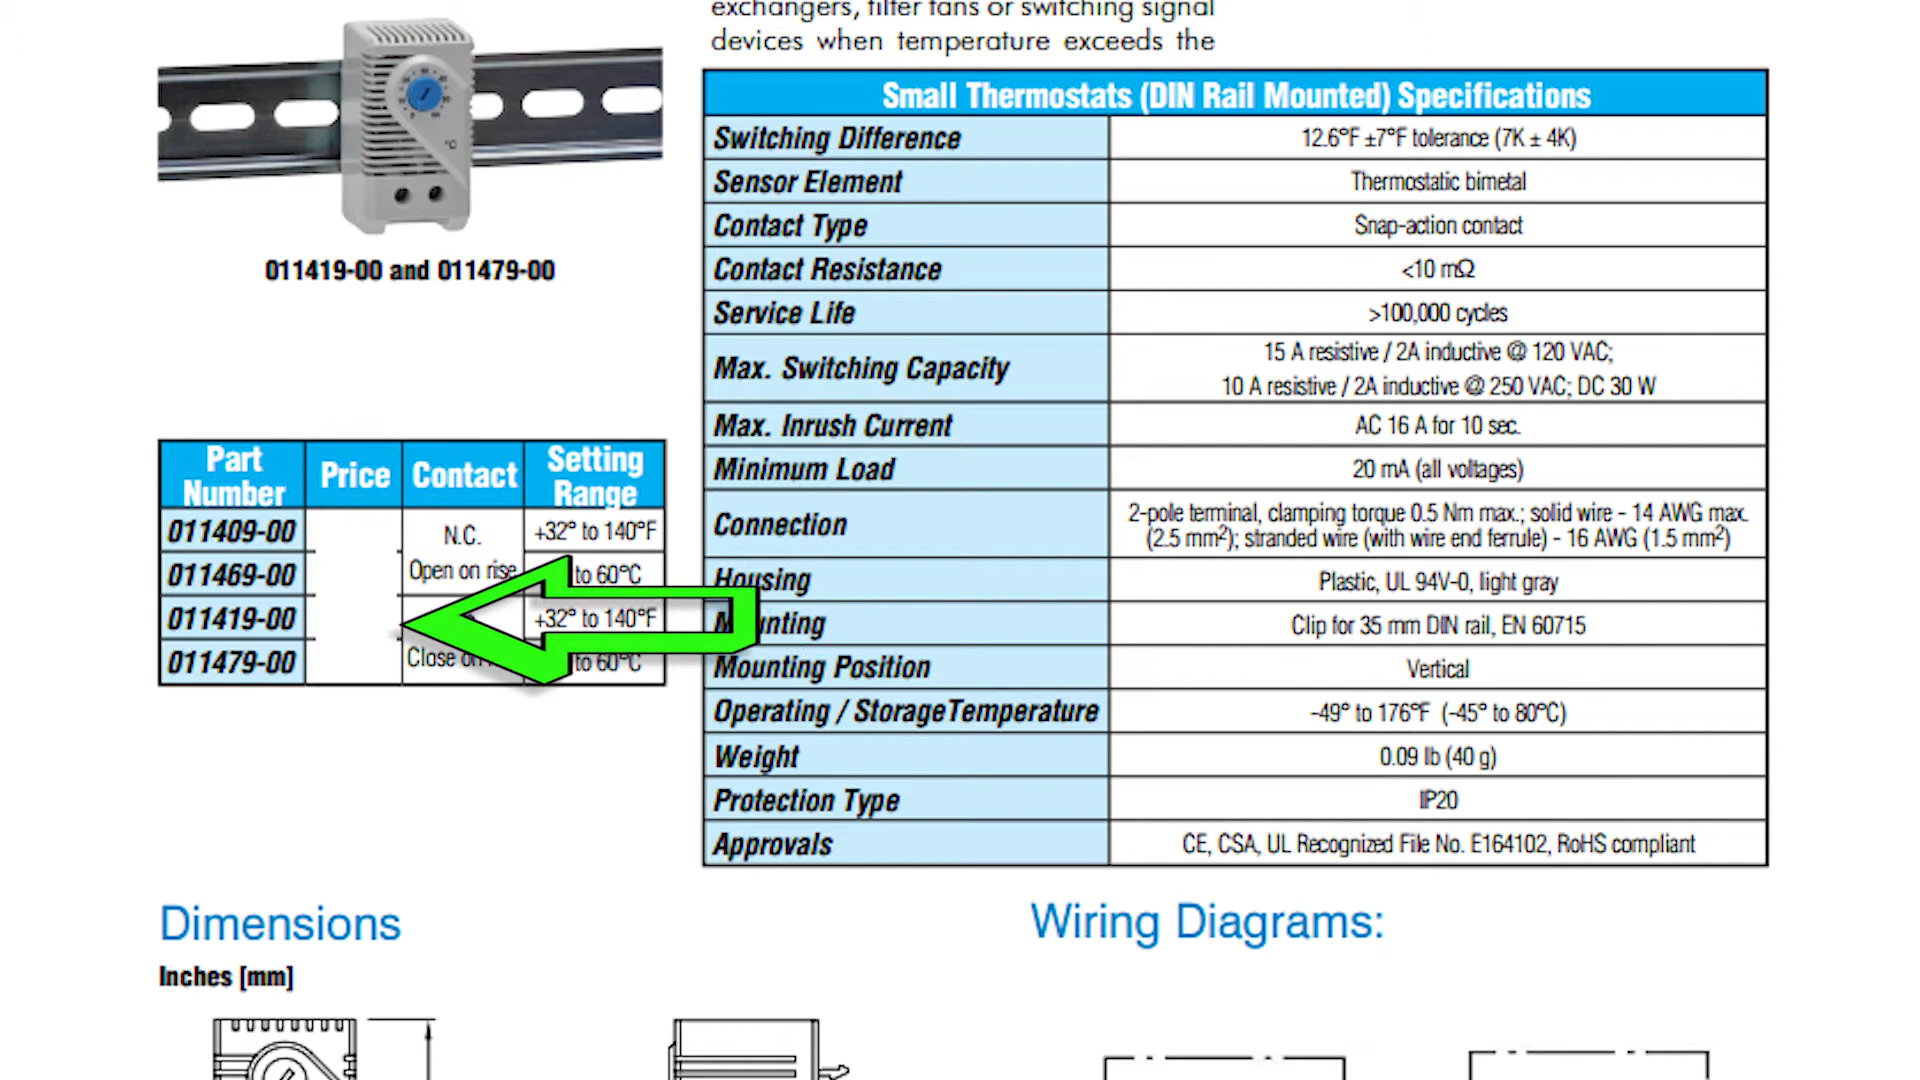 exchangers, filter fans or switching signal
devices when temperature exceeds the
°C
011419-00 and 011479-00
Small Thermostats (DIN Rail Mounted) Specifications
Switching Difference 12.6°F ±7°F tolerance (7K ± 4K)
Sensor Element Thermostatic bimetal
Contact Type Snap-action contact
Contact Resistance <10 mΩ
Service Life >100,000 cycles
Max. Switching Capacity 15 A resistive / 2A inductive @ 120 VAC;
10 A resistive / 2A inductive @ 250 VAC; DC 30 W
Max. Inrush Current AC 16 A for 10 sec.
Minimum Load 20 mA (all voltages)
Connection 2-pole terminal, clamping torque 0.5 Nm max.; solid wire - 14 AWG max.
(2.5 mm²); stranded wire (with wire end ferrule) - 16 AWG (1.5 mm²)
Housing Plastic, UL 94V-0, light gray
Mounting Clip for 35 mm DIN rail, EN 60715
Mounting Position Vertical
Operating / Storage Temperature -49° to 176°F (-45° to 80°C)
Weight 0.09 lb (40 g)
Protection Type IP20
Approvals CE, CSA, UL Recognized File No. E164102, RoHS compliant
Part Number Price Contact Setting Range
011409-00 N.C. +32° to 140°F
011469-00 Open on rise to 60°C
011419-00 +32° to 140°F
011479-00 Close on to 60°C
Dimensions
Inches [mm]
Wiring Diagrams: